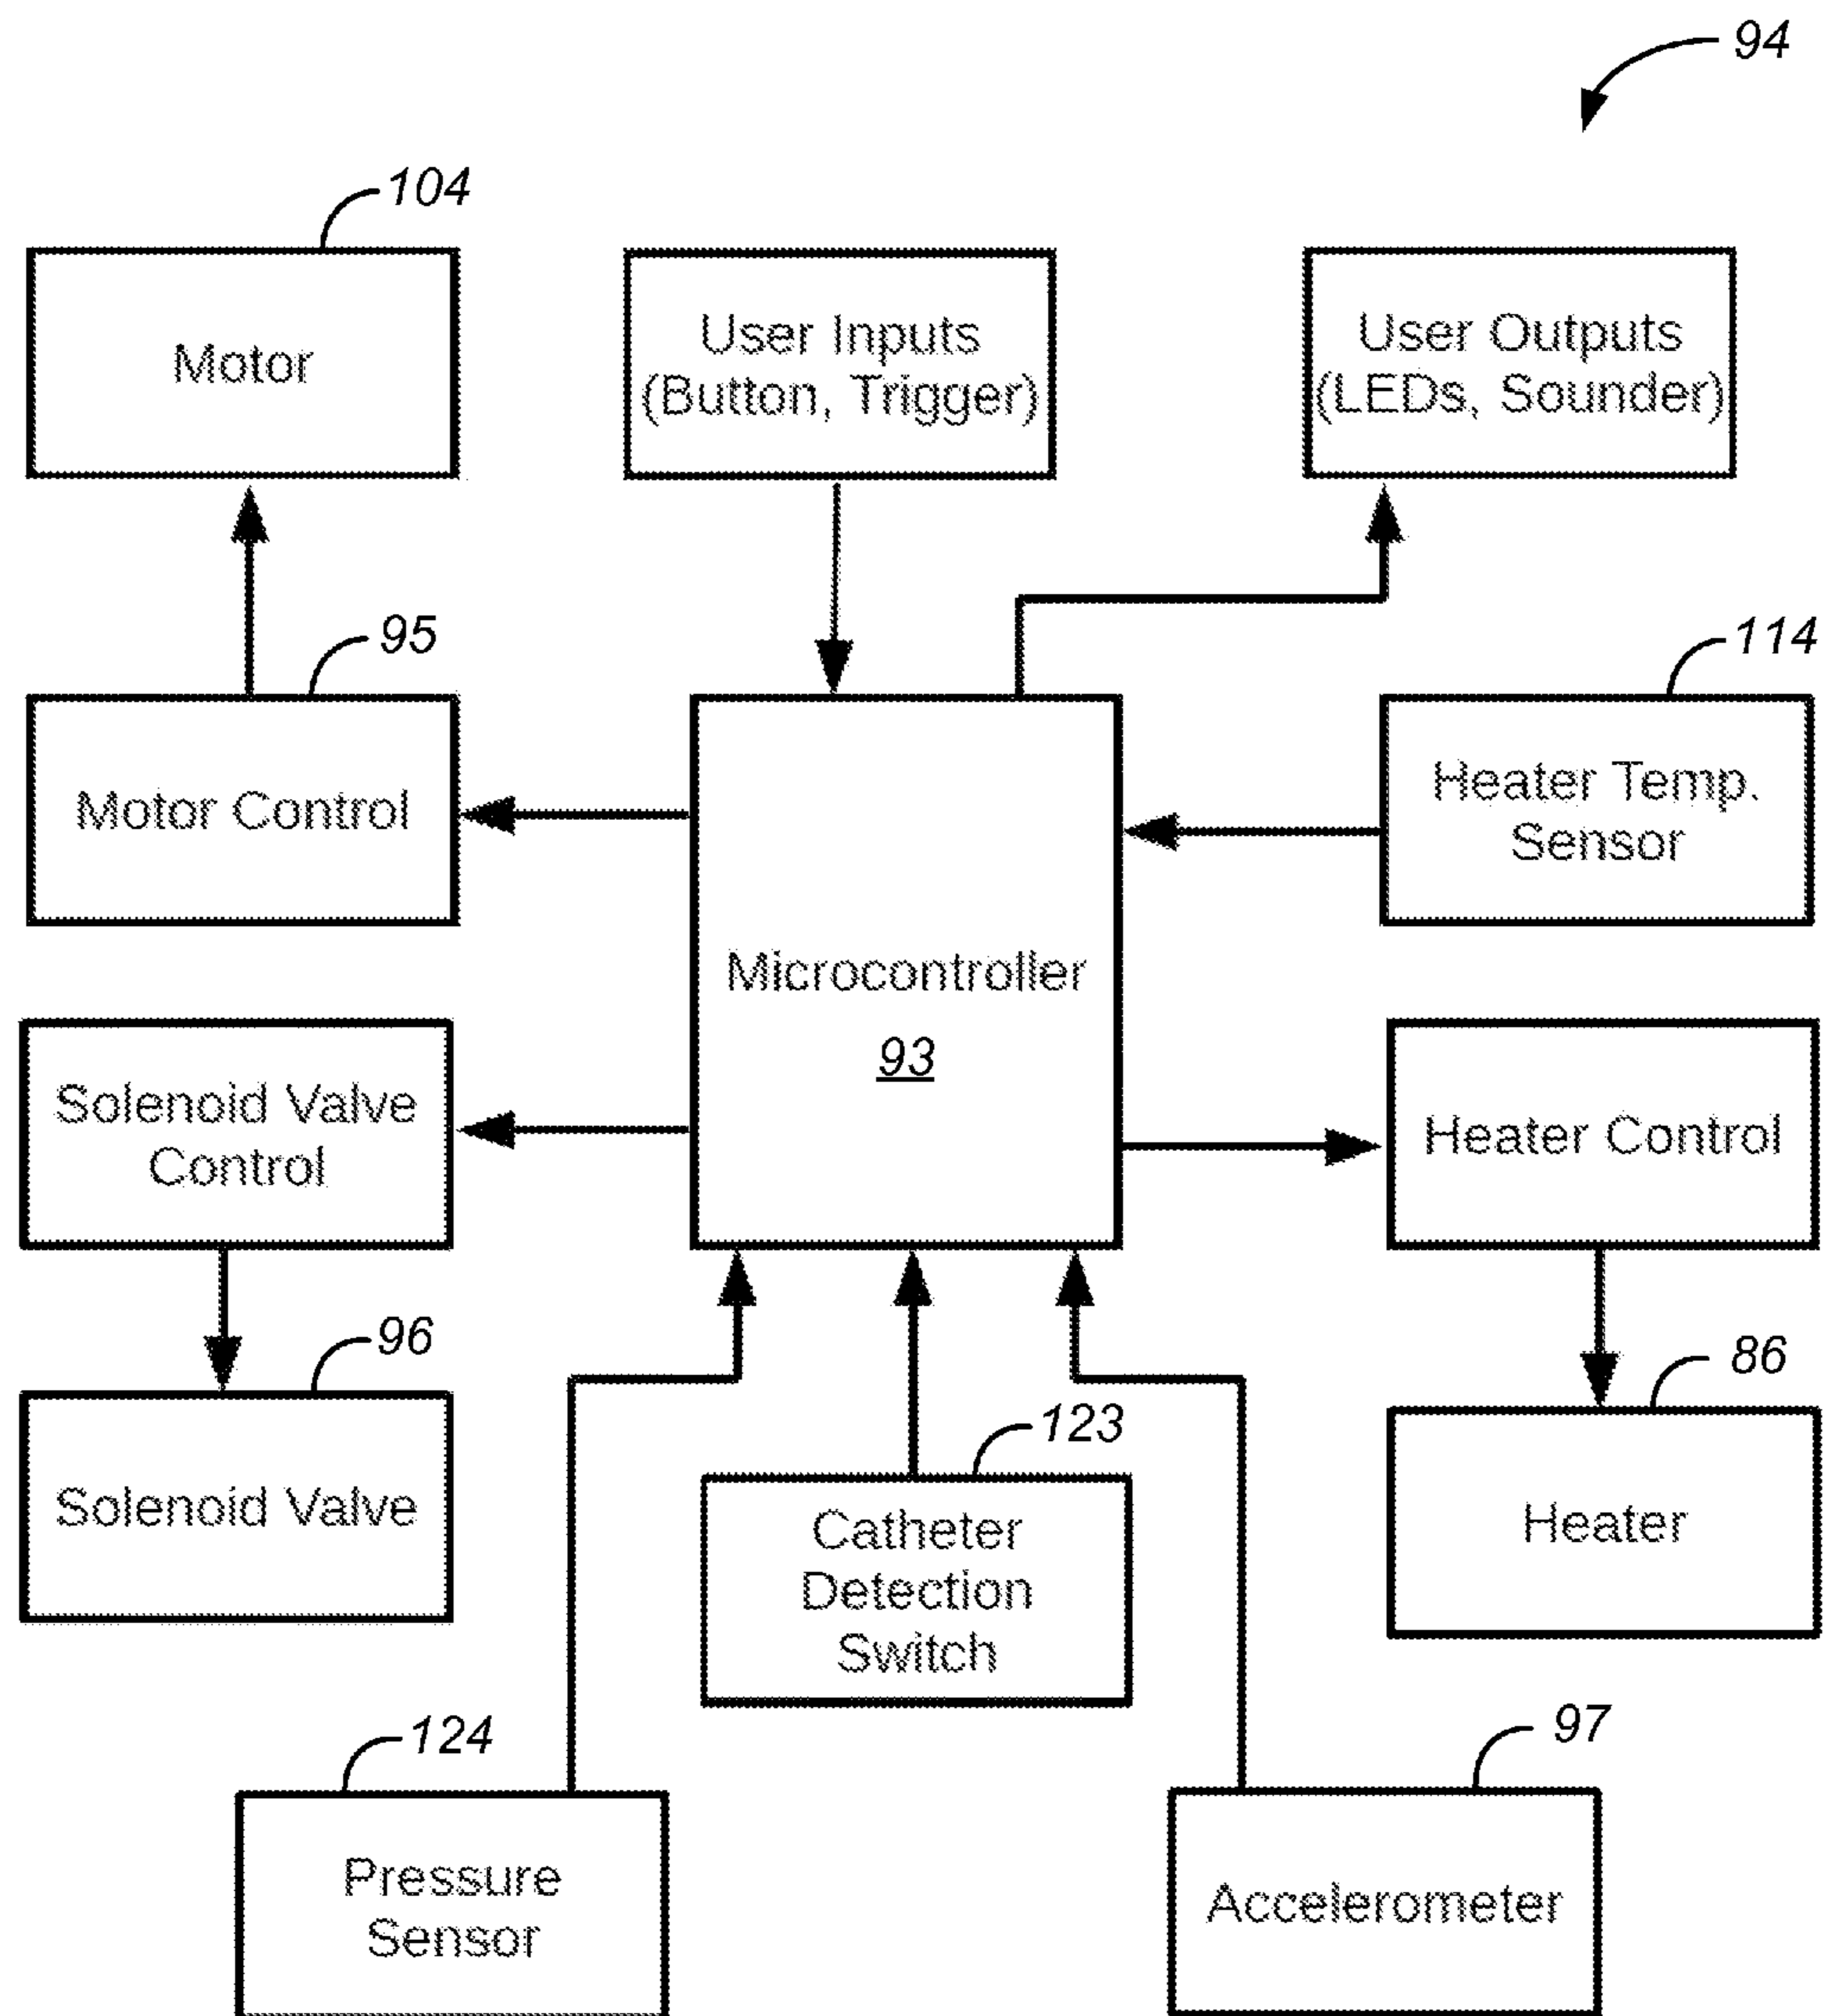 94
104
Motor
User Inputs
(Button, Trigger)
User Outputs
(LEDs, Sounder)
95
Motor Control
114
Heater Temp.
Sensor
Microcontroller
93
Solenoid Valve
Control
Heater Control
96
Solenoid Valve
86
Heater
123
Catheter
Detection
Switch
124
Pressure
Sensor
97
Accelerometer